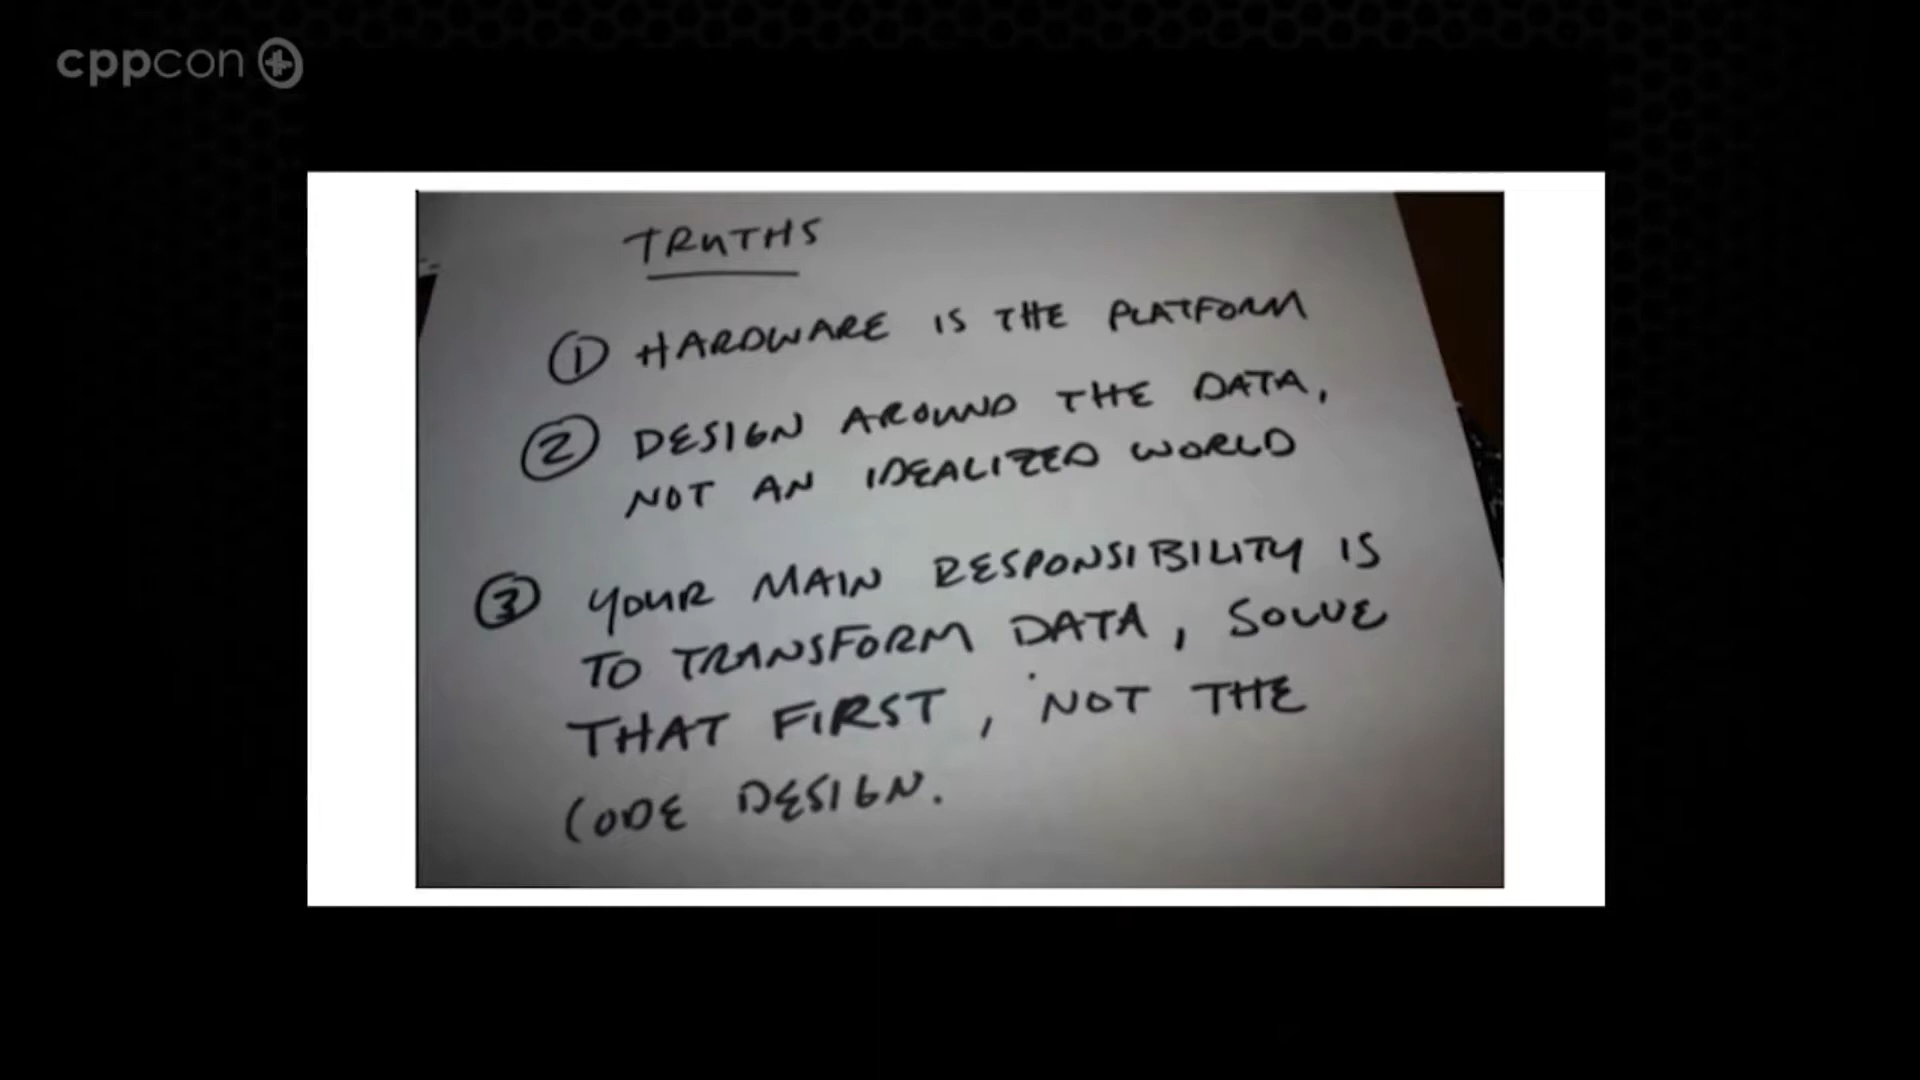 cppcon
TRUTHS
1 HARDWARE IS THE PLATFORM
2 DESIGN AROUND THE DATA,
NOT AN IDEALIZED WORLD
3 YOUR MAIN RESPONSIBILITY IS
TO TRANSFORM DATA, SOLVE
THAT FIRST, NOT THE
CODE DESIGN.